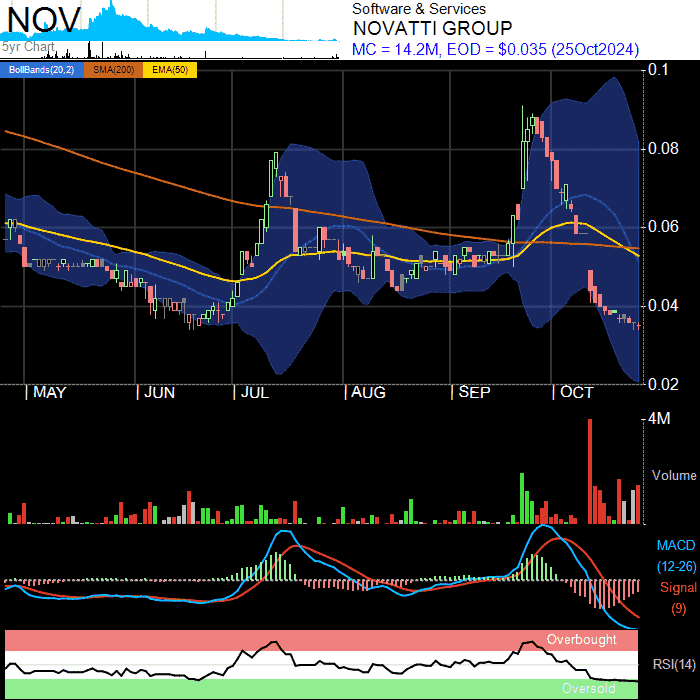 NOV
5yr Chart
Software & Services
NOVATTI GROUP
MC = 14.2M, EOD = $0.035 (25Oct2024)
BollBands(20,2) SMA(200) EMA(50)
0.1
0.08
0.06
0.04
0.02
| MAY | JUN | JUL | AUG | SEP | OCT
4M
Volume
MACD
(12-26)
Signal
(9)
Overbought
RSI(14)
Oversold